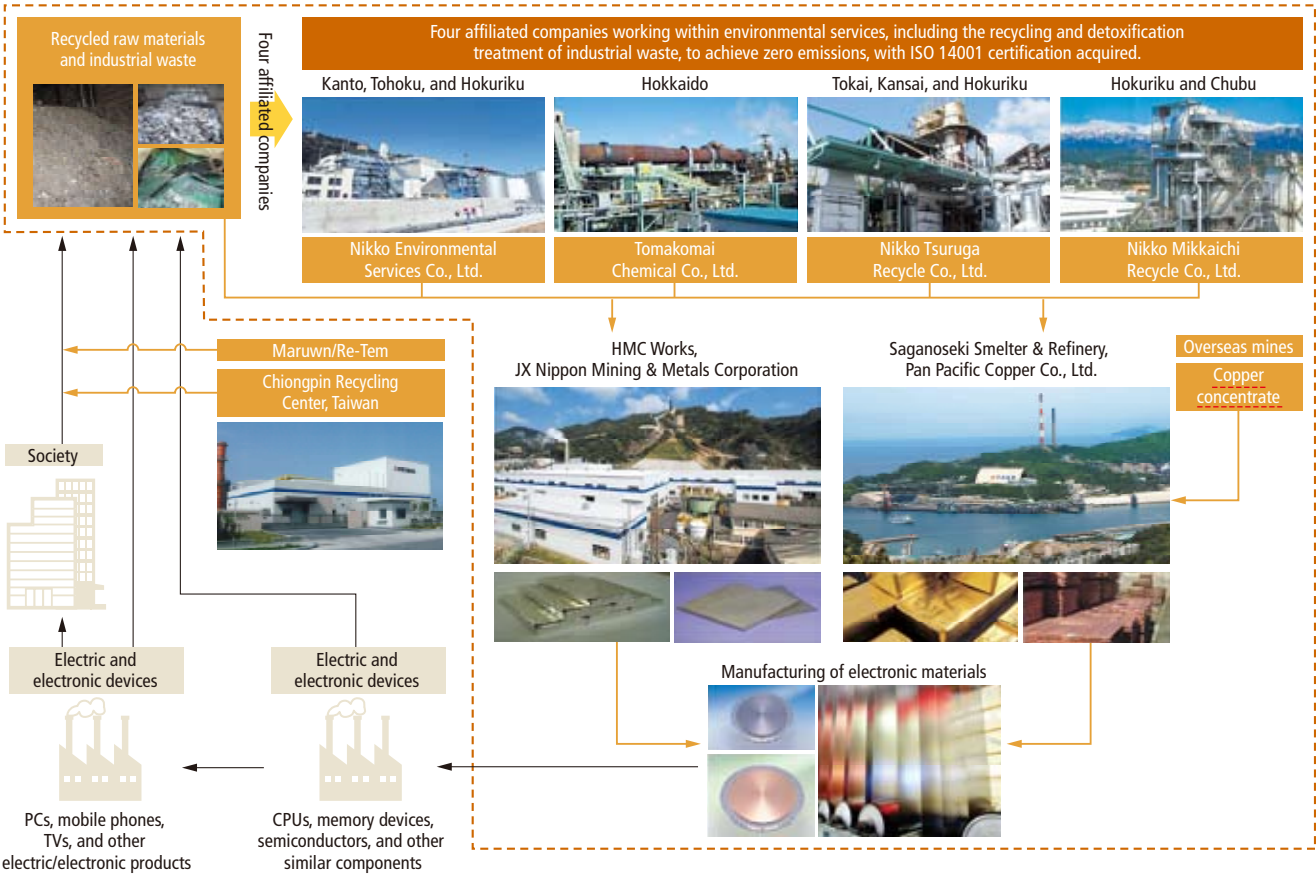 Recycled raw materials
and industrial waste
Four affiliated companies
Four affiliated companies working within environmental services, including the recycling and detoxification
treatment of industrial waste, to achieve zero emissions, with ISO 14001 certification acquired.
Kanto, Tohoku, and Hokuriku
Hokkaido
Tokai, Kansai, and Hokuriku
Hokuriku and Chubu
Nikko Environmental
Services Co., Ltd.
Tomakomai
Chemical Co., Ltd.
Nikko Tsuruga
Recycle Co., Ltd.
Nikko Mikkaichi
Recycle Co., Ltd.
Maruwn/Re-Tem
Chiongpin Recycling
Center, Taiwan
HMC Works,
JX Nippon Mining & Metals Corporation
Saganoseki Smelter & Refinery,
Pan Pacific Copper Co., Ltd.
Overseas mines
Copper
concentrate
Society
Electric and
electronic devices
Electric and
electronic devices
Manufacturing of electronic materials
PCs, mobile phones,
TVs, and other
electric/electronic products
CPUs, memory devices,
semiconductors, and other
similar components